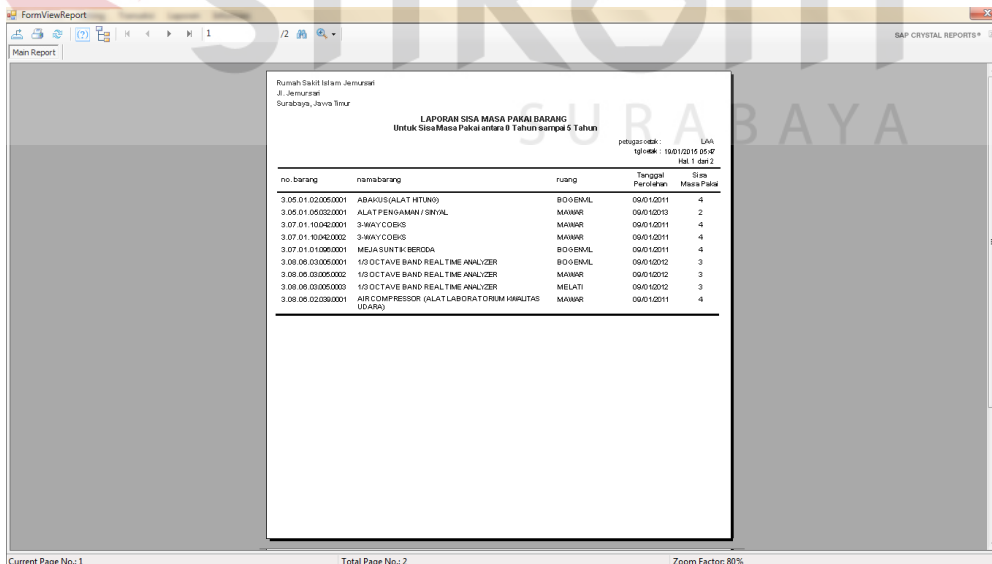 FormViewReport
1 /2
SAP CRYSTAL REPORTS®
Main Report
SURABAYA
Rumah Sakit Islam Jemursari
Jl. Jemursari
Surabaya, Jawa Timur
LAPORAN SISA MASA PAKAI BARANG
Untuk Sisa Masa Pakai antara 0 Tahun sampai 5 Tahun
petugas cetak : LAA
tgl cetak : 19/01/2015 05:47
Hal. 1 dari 2
no. barang nama barang ruang Tanggal Perolehan Sisa Masa Pakai
3.05.01.02.005.0001 ABAKUS (ALAT HITUNG) BOGENVIL 09/01/2011 4
3.05.01.05.032.0001 ALAT PENGAMAN / SINYAL MAWAR 09/01/2013 2
3.07.01.10.042.0001 3-WAY COEKS MAWAR 09/01/2011 4
3.07.01.10.042.0002 3-WAY COEKS MAWAR 09/01/2011 4
3.07.01.01.096.0001 MEJA SUNTIK BERODA BOGENVIL 09/01/2011 4
3.08.06.03.005.0001 1/3 OCTAVE BAND REAL TIME ANALYZER BOGENVIL 09/01/2012 3
3.08.06.03.005.0002 1/3 OCTAVE BAND REAL TIME ANALYZER MAWAR 09/01/2012 3
3.08.06.03.005.0003 1/3 OCTAVE BAND REAL TIME ANALYZER MELATI 09/01/2012 3
3.08.06.02.039.0001 AIR COMPRESSOR (ALAT LABORATORIUM KWALITAS MAWAR 09/01/2011 4
UDARA)
Current Page No.: 1 Total Page No.: 2 Zoom Factor: 80%